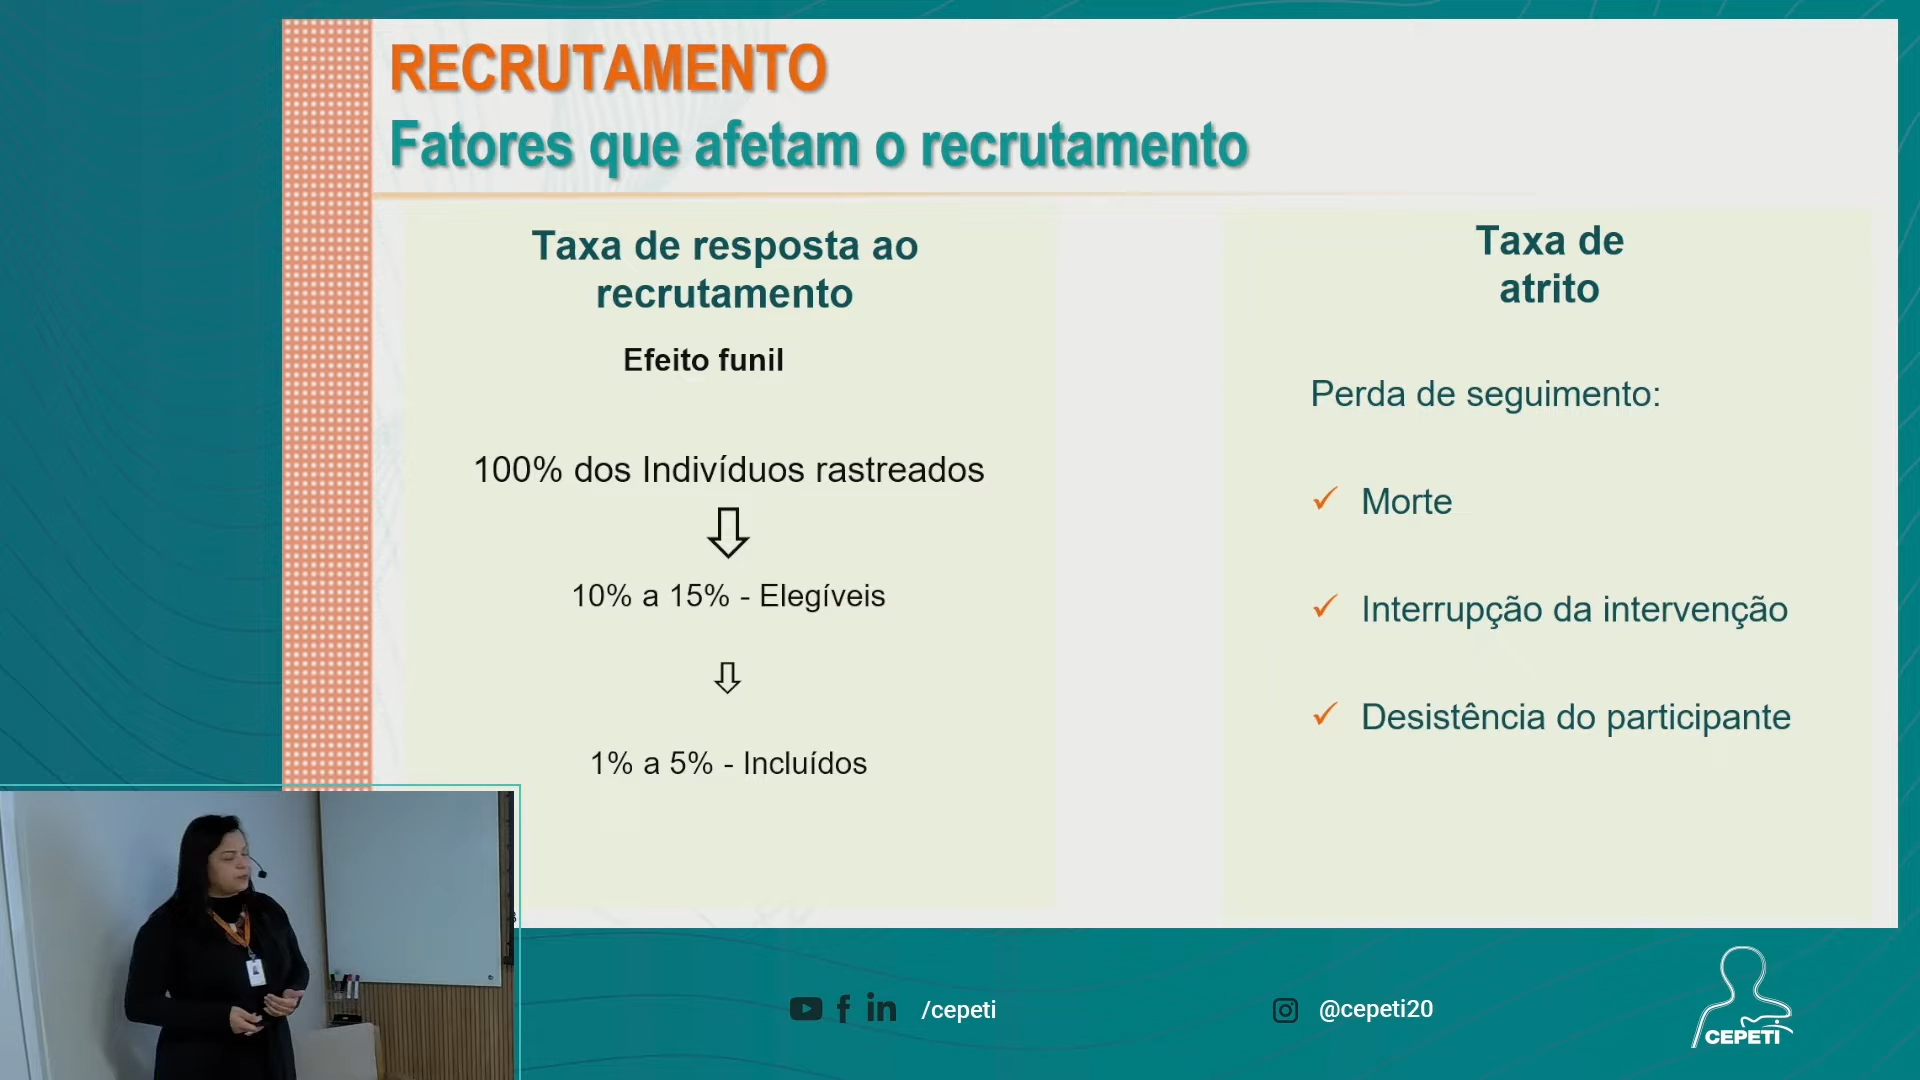 RECRUTAMENTO
Fatores que afetam o recrutamento
Taxa de resposta ao
recrutamento
Efeito funil
100% dos Indivíduos rastreados
10% a 15% - Elegíveis
1% a 5% - Incluídos
Taxa de
atrito
Perda de seguimento:
Morte
Interrupção da intervenção
Desistência do participante
/cepeti
@cepeti20
CEPETI